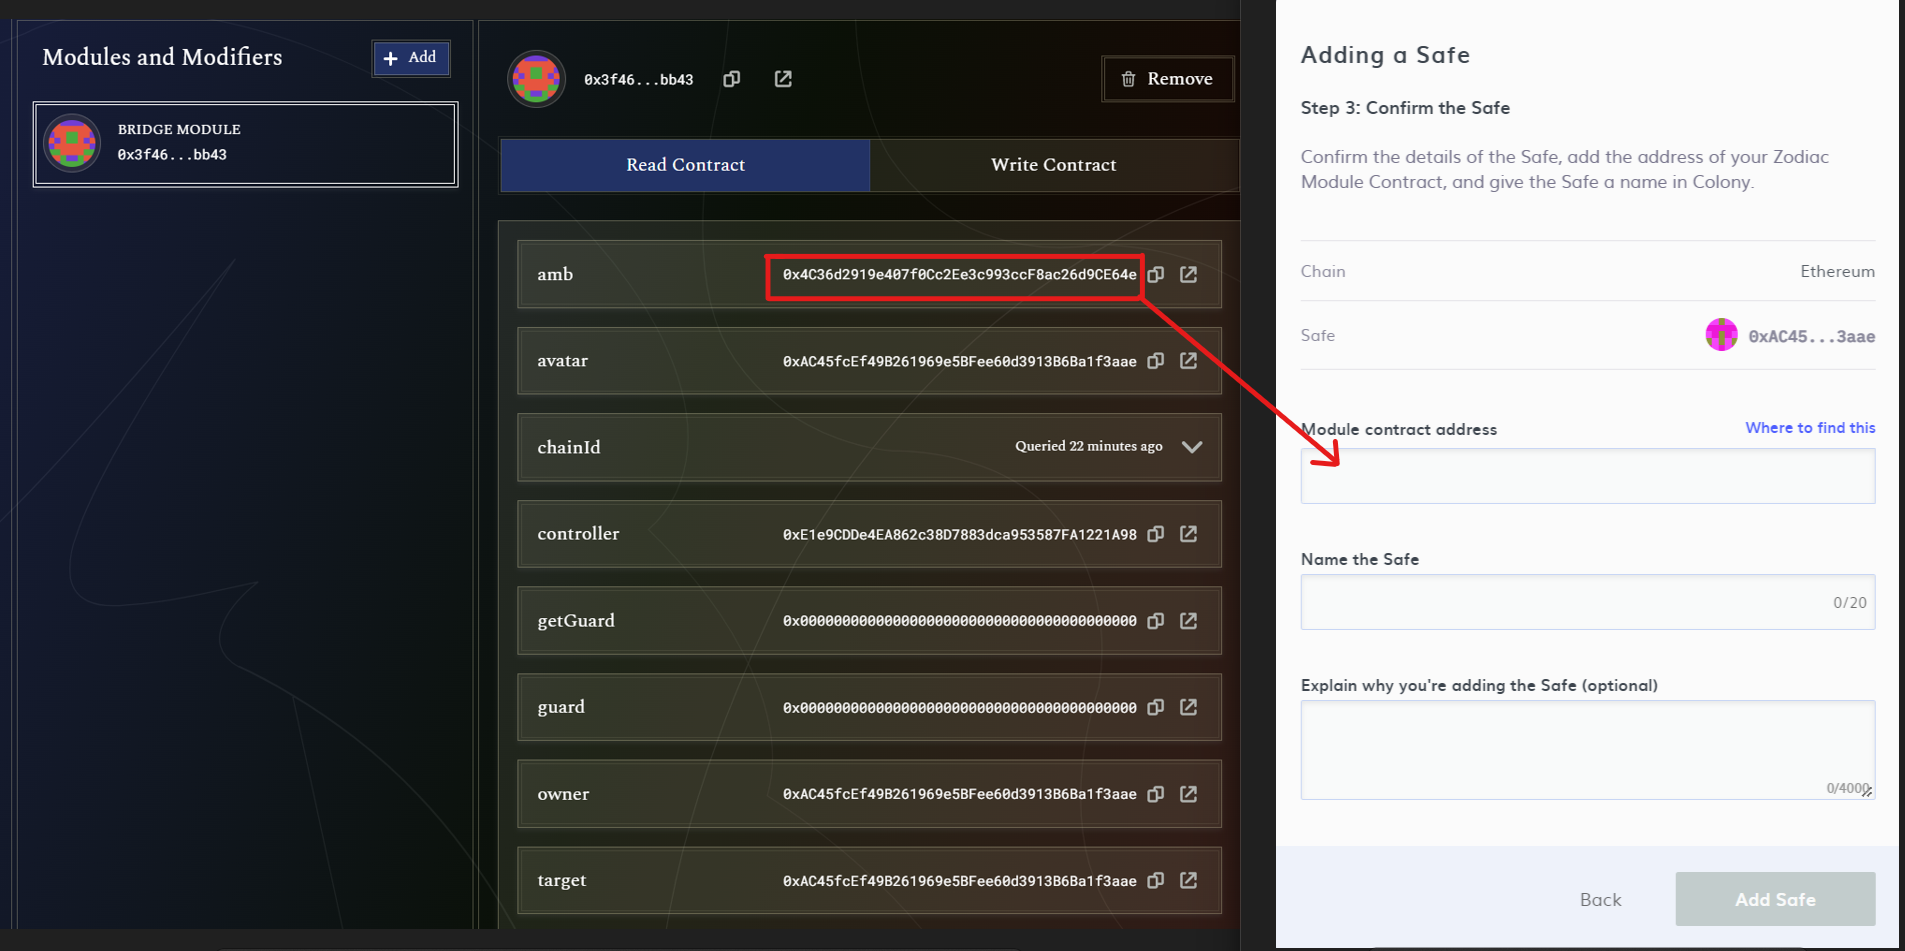 Modules and Modifiers
Add
BRIDGE MODULE
0x3f46...bb43
0x3f46...bb43
Remove
Read Contract
Write Contract
amb
0x4C36d2919e407f0Cc2Ee3c993ccF8ac26d9CE64e
avatar
0xAC45fcEf49B261969e5BFee60d3913B6Ba1f3aae
chainId
Queried 22 minutes ago
controller
0xE1e9CDDe4EA862c38D7883dca953587FA1221A98
getGuard
0x0000000000000000000000000000000000000000
guard
0x0000000000000000000000000000000000000000
owner
0xAC45fcEf49B261969e5BFee60d3913B6Ba1f3aae
target
0xAC45fcEf49B261969e5BFee60d3913B6Ba1f3aae
Adding a Safe
Step 3: Confirm the Safe
Confirm the details of the Safe, add the address of your Zodiac
Module Contract, and give the Safe a name in Colony.
Chain
Ethereum
Safe
0xAC45...3aae
Module contract address
Where to find this
Name the Safe
0/20
Explain why you're adding the Safe (optional)
0/4000
Back
Add Safe